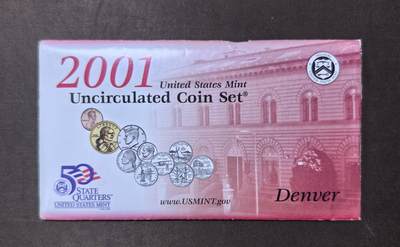 2001 United States Mint
Uncirculated Coin Set®
50
STATE
QUARTERS®
UNITED STATES MINT
www.USMINT.gov
Denver